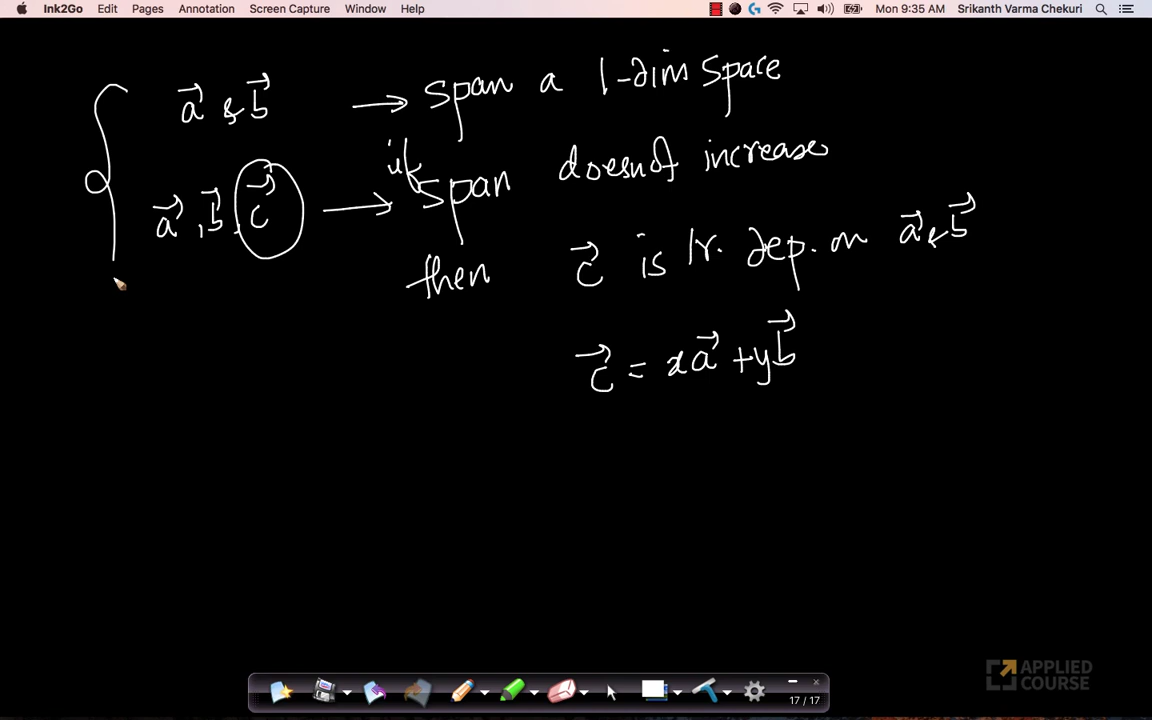 Ink2Go Edit Pages Annotation Screen Capture Window Help Mon 9:35 AM Srikanth Varma Chekuri
a⃗ & b⃗ → span a 1-dim space
a⃗, b⃗, c⃗ → if span doesnot increase
then c⃗ is lr. dep. on a⃗ & b⃗
c⃗ = xa⃗ + yb⃗
APPLIED
COURSE
17/17